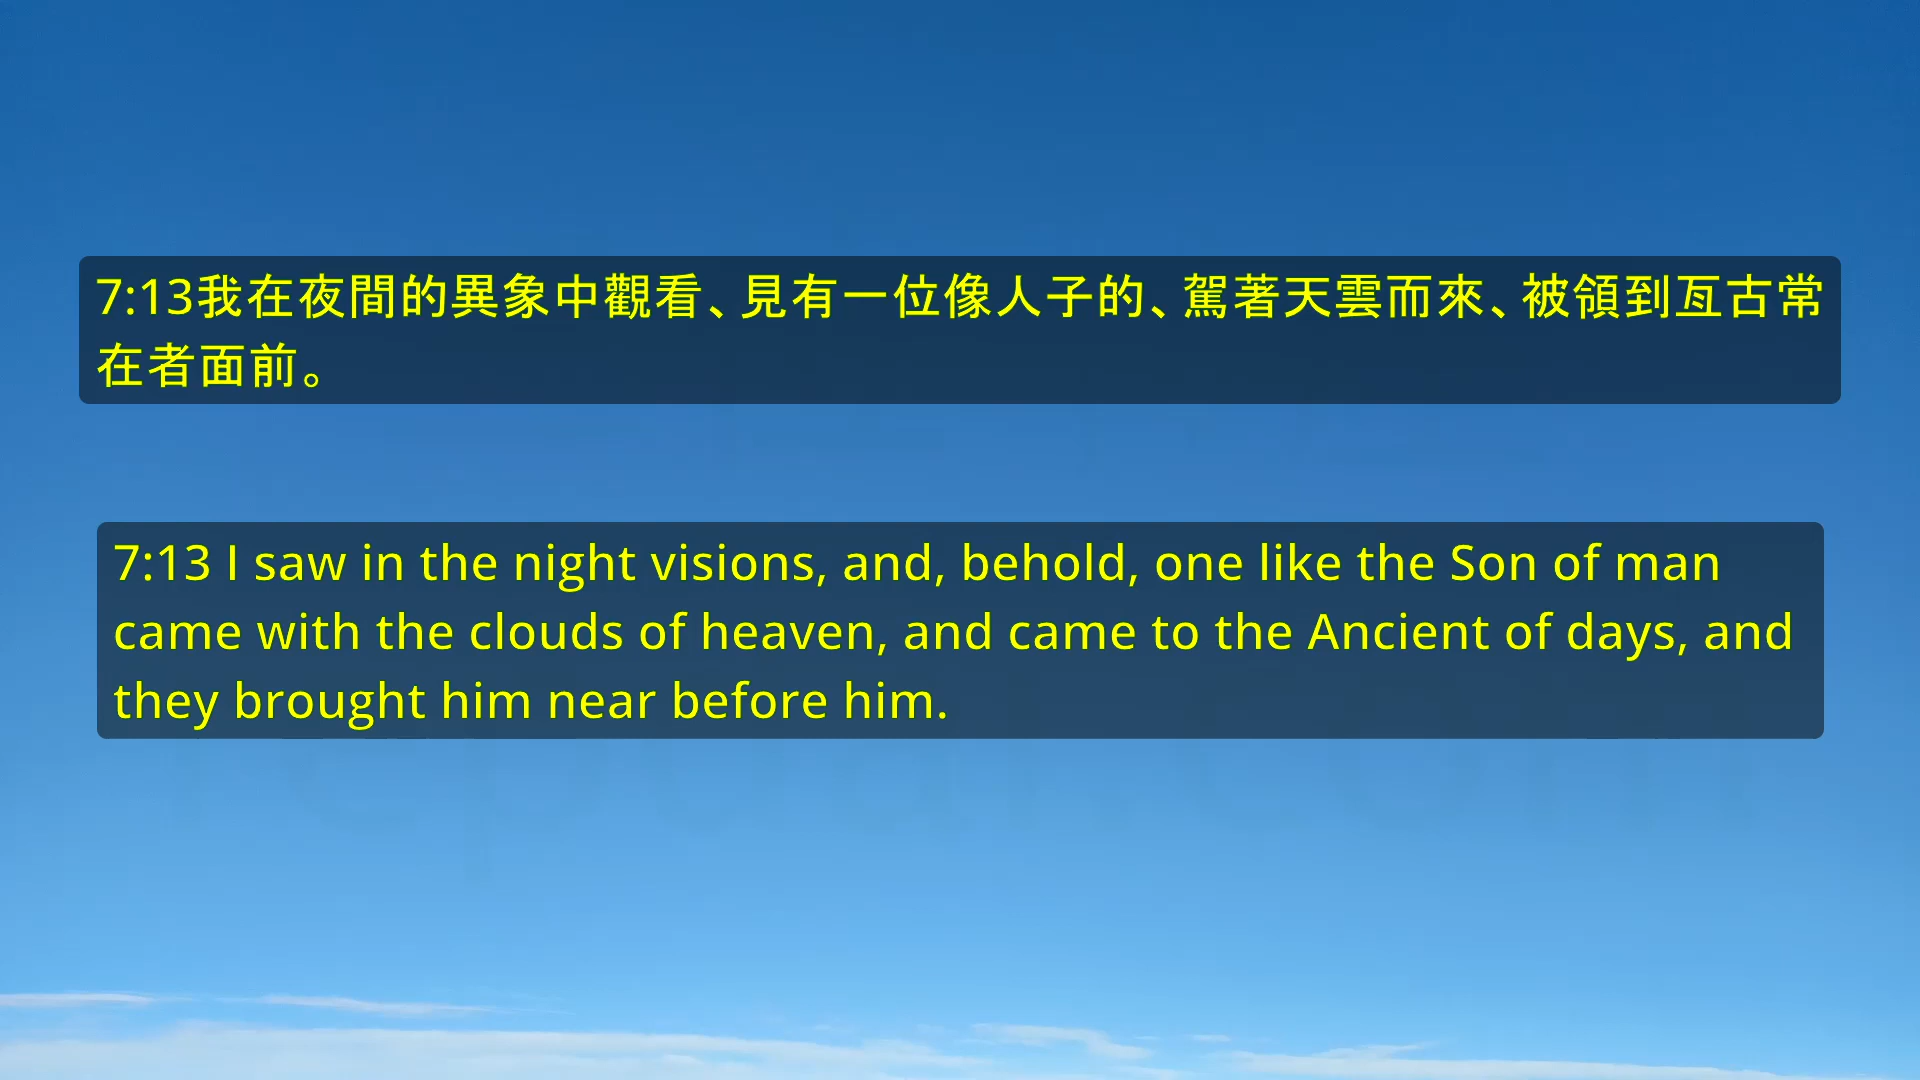 7:13我在夜間的異象中觀看、見有一位像人子的、駕著天雲而來、被領到亙古常
在者面前。
7:13 I saw in the night visions, and, behold, one like the Son of man
came with the clouds of heaven, and came to the Ancient of days, and
they brought him near before him.